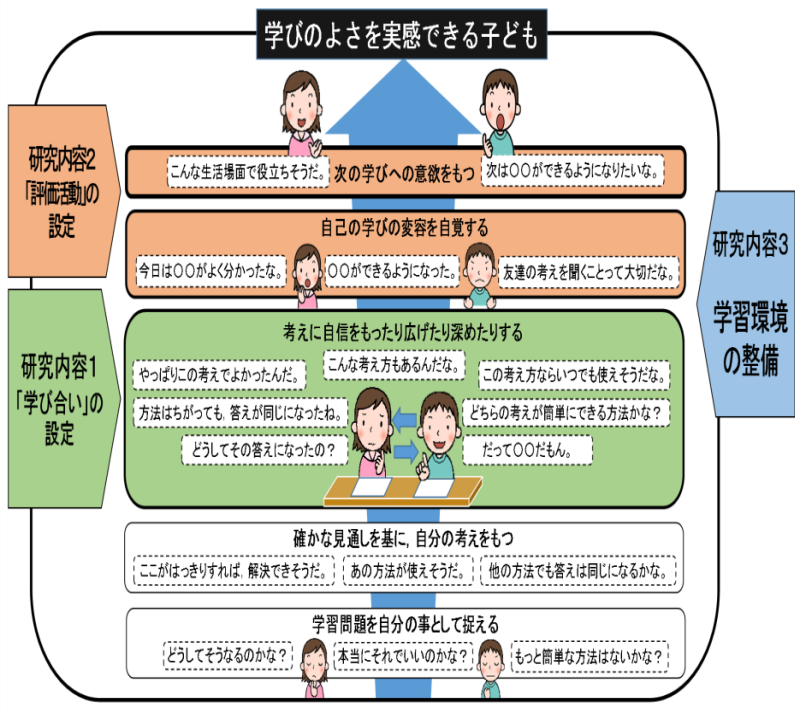 学びのよさを実感できる子ども
研究内容2
「評価活動」の
設定
こんな生活場面で役立ちそうだ。
次の学びへの意欲をもつ
次は〇〇ができるようになりたいな。
自己の学びの変容を自覚する
今日は〇〇がよく分かったな。
〇〇ができるようになった。
友達の考えを聞くことって大切だな。
研究内容3
学習環境
の整備
研究内容1
「学び合い」の
設定
考えに自信をもったり広げたり深めたりする
やっぱりこの考えでよかったんだ。
こんな考え方もあるんだな。
この考え方ならいつでも使えそうだな。
方法はちがっても,答えが同じになったね。
どちらの考えが簡単にできる方法かな?
どうしてその答えになったの?
だって〇〇だもん。
確かな見通しを基に,自分の考えをもつ
ここがはっきりすれば,解決できそうだ。
あの方法が使えそうだ。
他の方法でも答えは同じになるかな。
学習問題を自分の事として捉える
どうしてそうなるのかな?
本当にそれでいいのかな?
もっと簡単な方法はないかな?